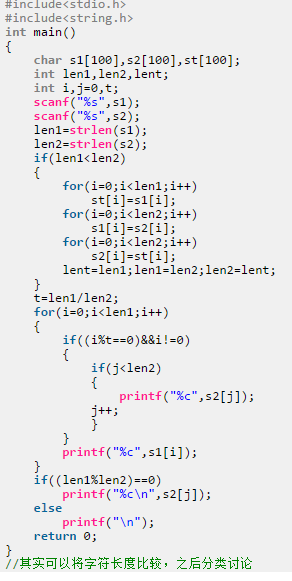 #include<stdio.h>
#include<string.h>
int main()
{
    char s1[100],s2[100],st[100];
    int len1,len2,lent;
    int i,j=0,t;
    scanf("%s",s1);
    scanf("%s",s2);
    len1=strlen(s1);
    len2=strlen(s2);
    if(len1<len2)
    {
        for(i=0;i<len1;i++)
            st[i]=s1[i];
        for(i=0;i<len2;i++)
            s1[i]=s2[i];
        for(i=0;i<len2;i++)
            s2[i]=st[i];
        lent=len1;len1=len2;len2=lent;
    }
    t=len1/len2;
    for(i=0;i<len1;i++)
    {
        if((i%t==0)&&i!=0)
        {
            if(j<len2)
            {
                printf("%c",s2[j]);
            j++;
            }
        }
        printf("%c",s1[i]);
    }
    if((len1%len2)==0)
        printf("%c\n",s2[j]);
    else
        printf("\n");
    return 0;
}
//其实可以将字符长度比较，之后分类讨论